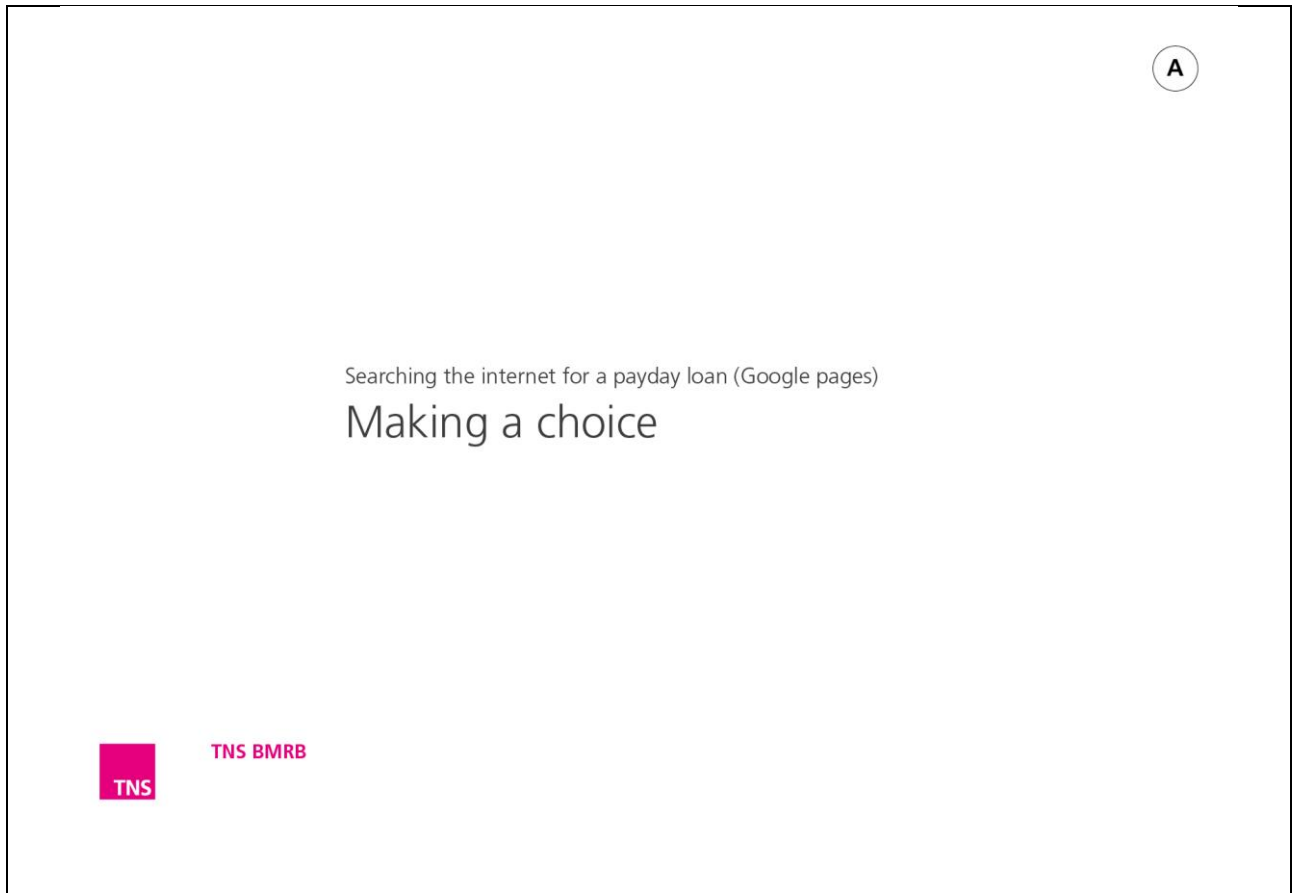 A
Searching the internet for a payday loan (Google pages)
Making a choice
TNS BMRB
TNS